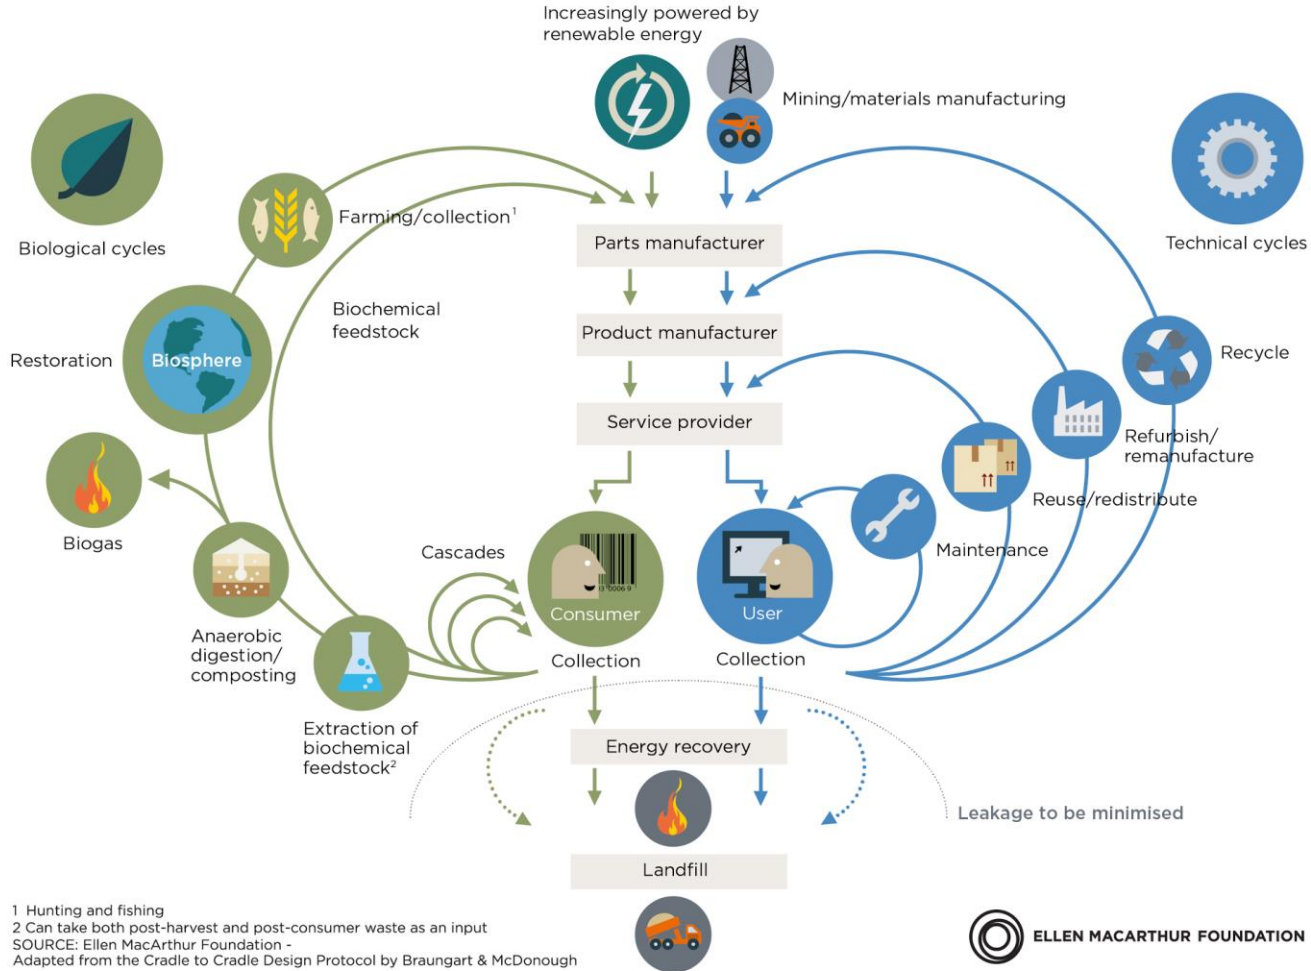 Increasingly powered by
renewable energy
Mining/materials manufacturing
Biological cycles
Farming/collection¹
Parts manufacturer
Technical cycles
Biochemical
feedstock
Product manufacturer
Restoration
Biosphere
Recycle
Service provider
Refurbish/
remanufacture
Reuse/redistribute
Biogas
Cascades
Maintenance
Consumer
User
Anaerobic
digestion/
composting
Collection
Collection
Extraction of
biochemical
feedstock²
Energy recovery
Leakage to be minimised
Landfill
1 Hunting and fishing
2 Can take both post-harvest and post-consumer waste as an input
SOURCE: Ellen MacArthur Foundation -
Adapted from the Cradle to Cradle Design Protocol by Braungart & McDonough
ELLEN MACARTHUR FOUNDATION